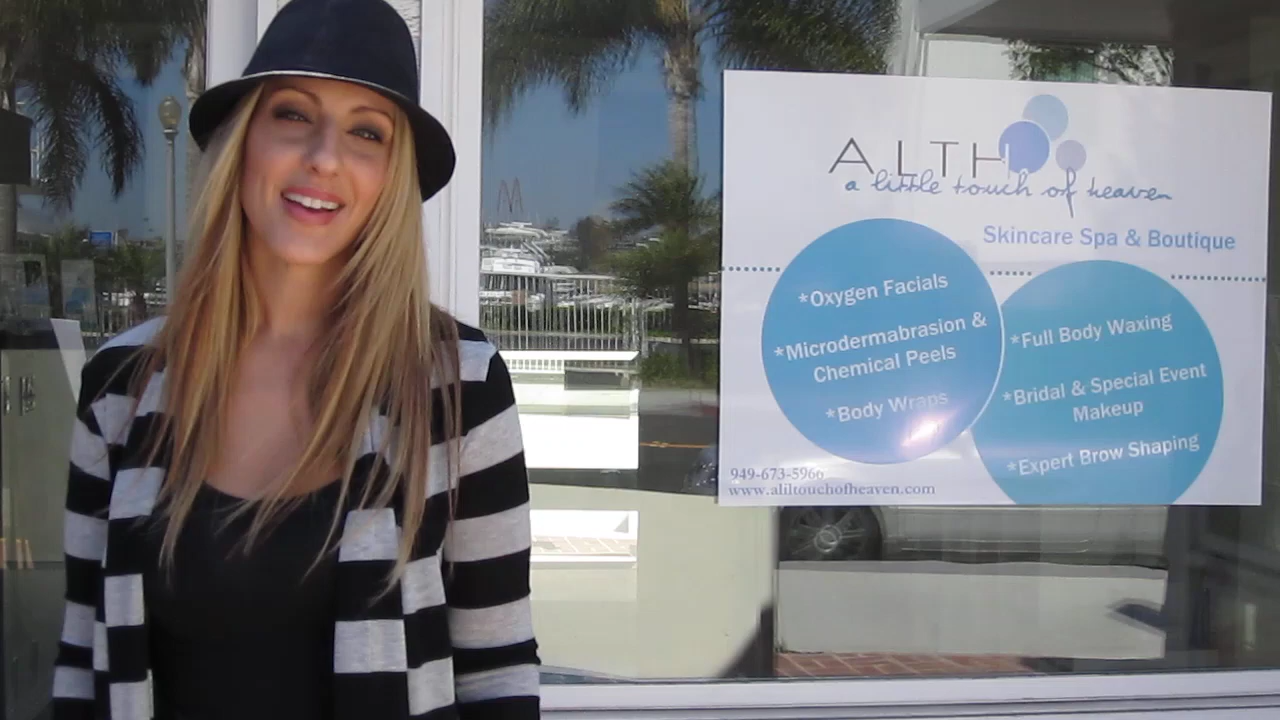 ALTH
a little touch of heaven
Skincare Spa & Boutique
*Oxygen Facials
*Microdermabrasion &
Chemical Peels
*Body Wraps
*Full Body Waxing
*Bridal & Special Event
Makeup
*Expert Brow Shaping
949-673-5966
www.aliltouchofheaven.com